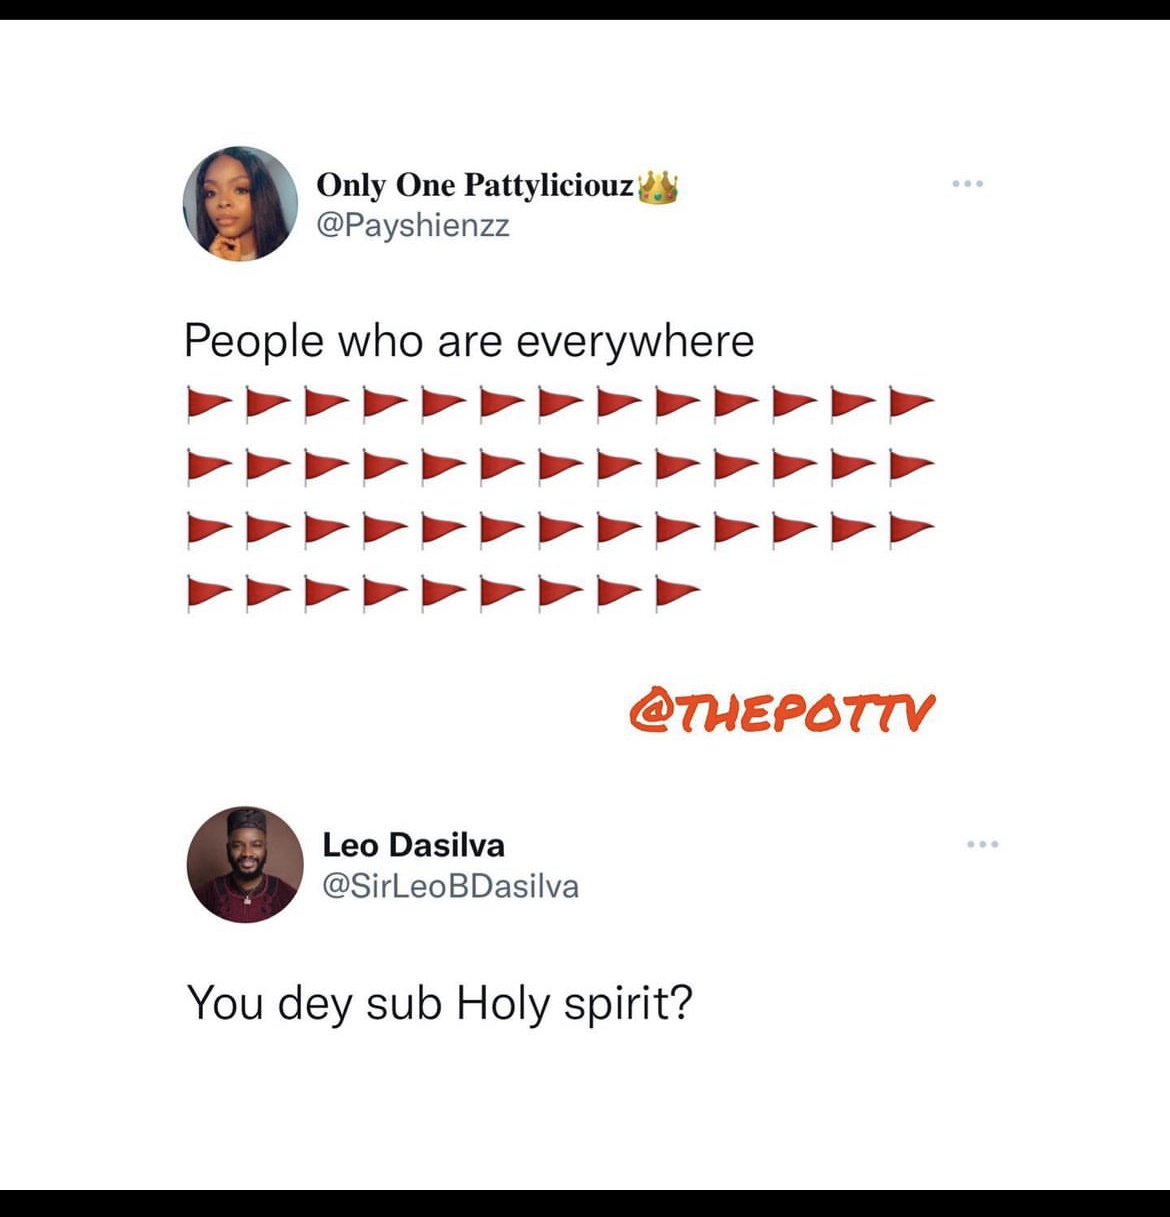 Only One Pattyliciouz👑
@Payshienzz
People who are everywhere
🚩🚩🚩🚩🚩🚩🚩🚩🚩🚩🚩🚩🚩
🚩🚩🚩🚩🚩🚩🚩🚩🚩🚩🚩🚩🚩
🚩🚩🚩🚩🚩🚩🚩🚩🚩🚩🚩🚩🚩
🚩🚩🚩🚩🚩🚩🚩🚩🚩
@THEPOTTV
Leo Dasilva
@SirLeoBDasilva
You dey sub Holy spirit?